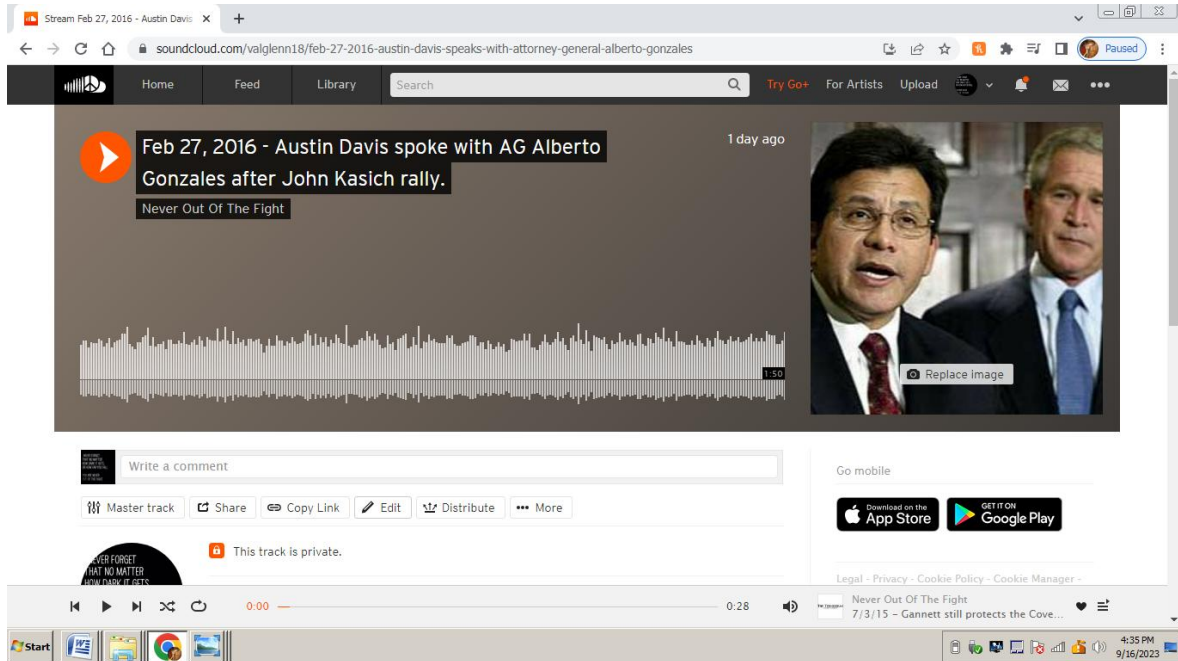 Stream Feb 27, 2016 - Austin Davis
soundcloud.com/valglenn18/feb-27-2016-austin-davis-speaks-with-attorney-general-alberto-gonzales
Paused
Home Feed Library Search Try Go+ For Artists Upload
Feb 27, 2016 - Austin Davis spoke with AG Alberto
Gonzales after John Kasich rally.
1 day ago
Never Out Of The Fight
1:50
Replace image
Write a comment
Go mobile
Master track Share Copy Link Edit Distribute More
Download on the
App Store
GET IT ON
Google Play
This track is private.
EVER FORGET
THAT NO MATTER
HOW DARK IT GETS
Legal - Privacy - Cookie Policy - Cookie Manager -
0:00
0:28
Never Out Of The Fight
7/3/15 – Gannett still protects the Cove...
Start
4:35 PM
9/16/2023